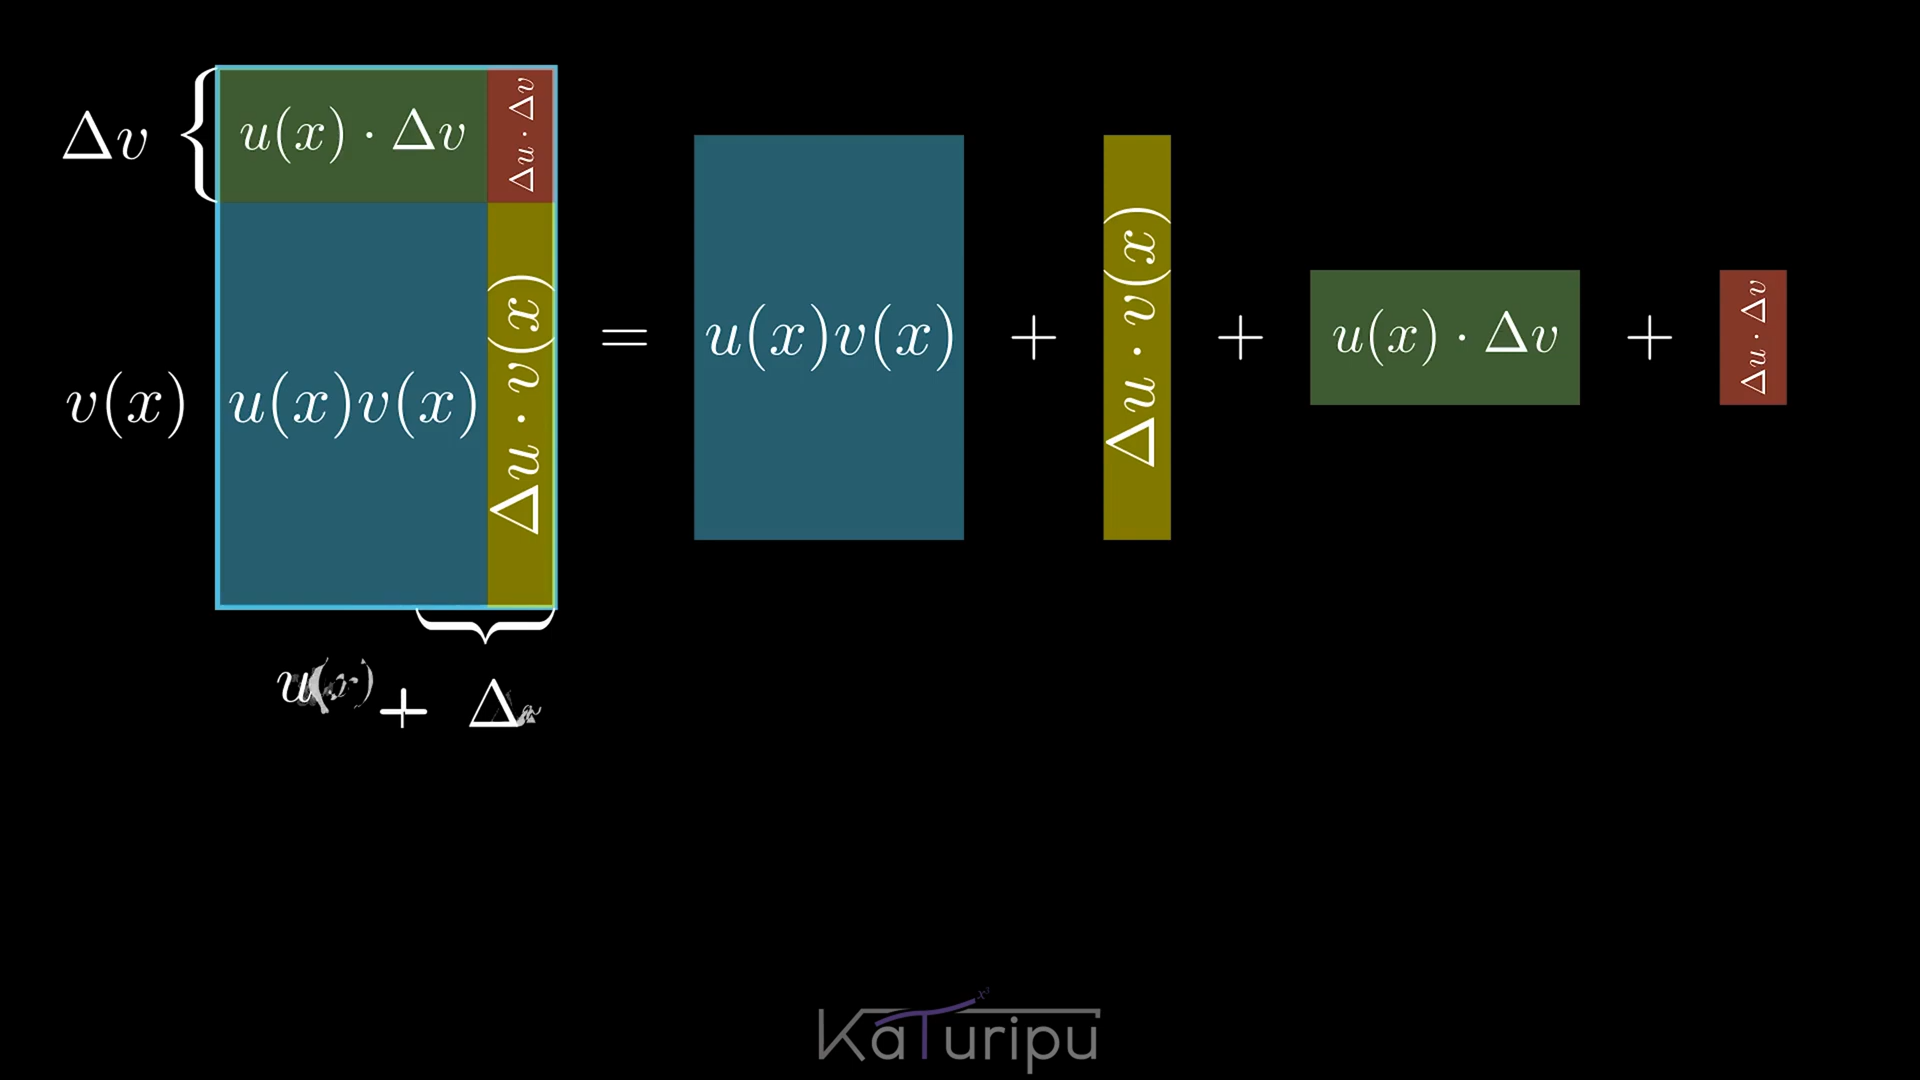 Δv { u(x) · Δv Δu · Δv
v(x) u(x)v(x) Δu · v(x) = u(x)v(x) + Δu · v(x) + u(x) · Δv + Δu · Δv
+ Δ
KaTuripu